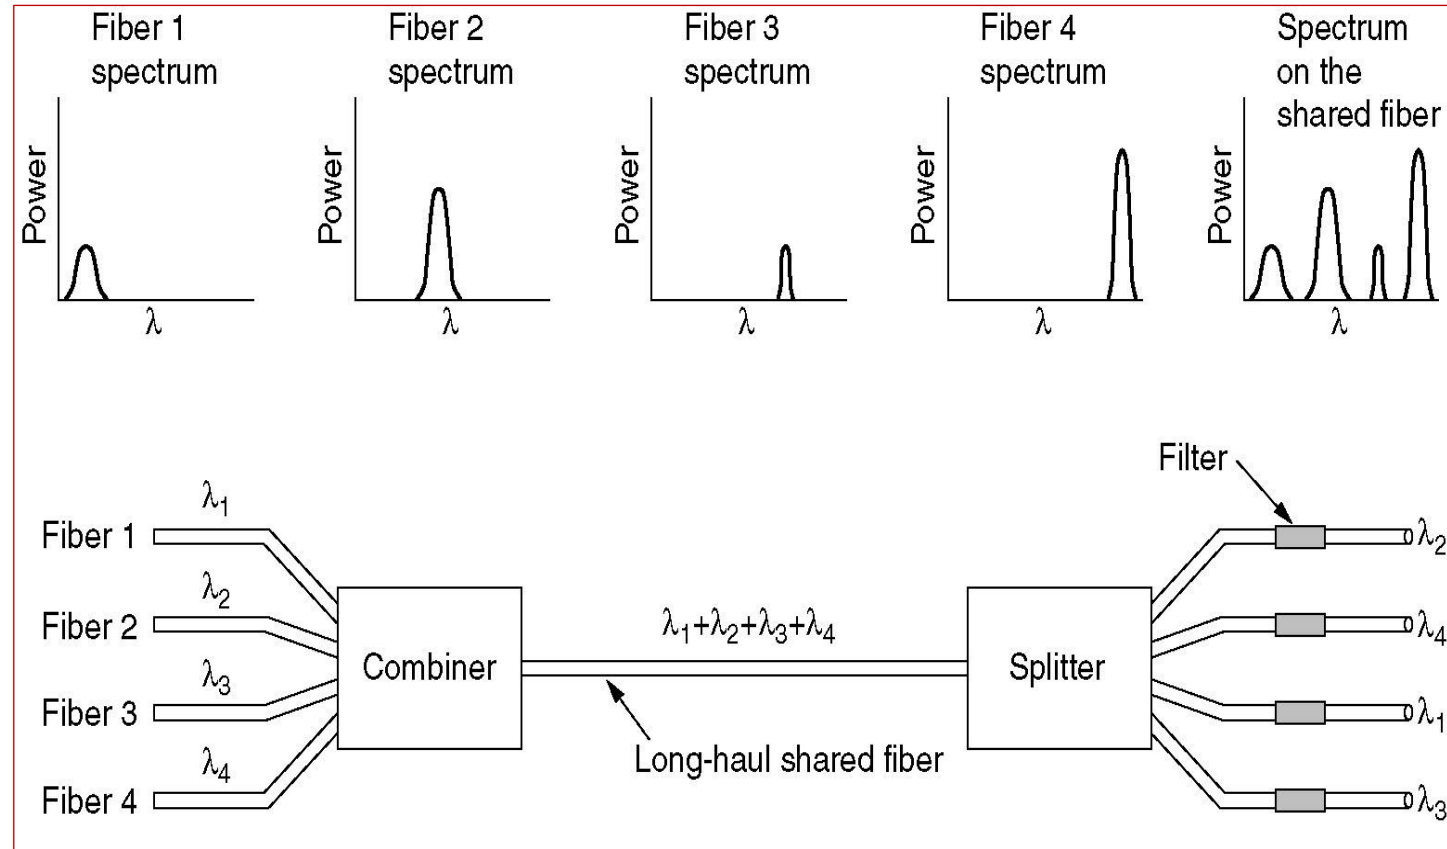 Fiber 1
spectrum
Fiber 2
spectrum
Fiber 3
spectrum
Fiber 4
spectrum
Spectrum
on the
shared fiber
Power
λ
Power
λ
Power
λ
Power
λ
Power
λ
Filter
λ1
Fiber 1
λ2
Fiber 2
λ3
Fiber 3
λ4
Fiber 4
Combiner
λ1+λ2+λ3+λ4
Long-haul shared fiber
Splitter
λ2
λ4
λ1
λ3